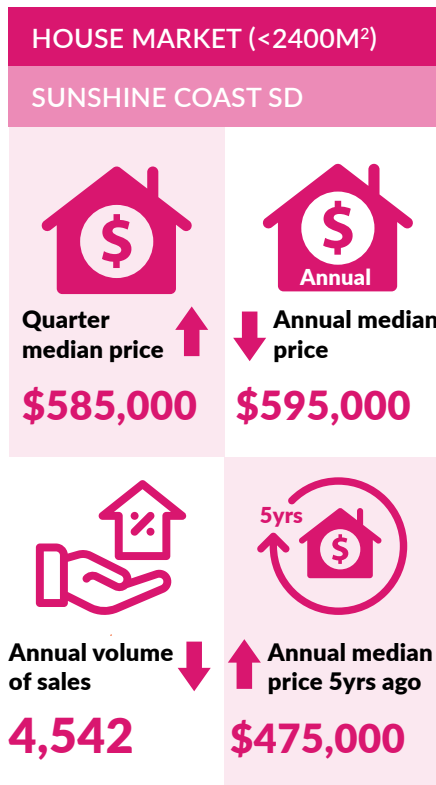 HOUSE MARKET (<2400M²)
SUNSHINE COAST SD
$
$
Annual
Quarter
median price
$585,000
Annual median
price
$595,000
%
5yrs
$
Annual volume
of sales
4,542
Annual median
price 5yrs ago
$475,000